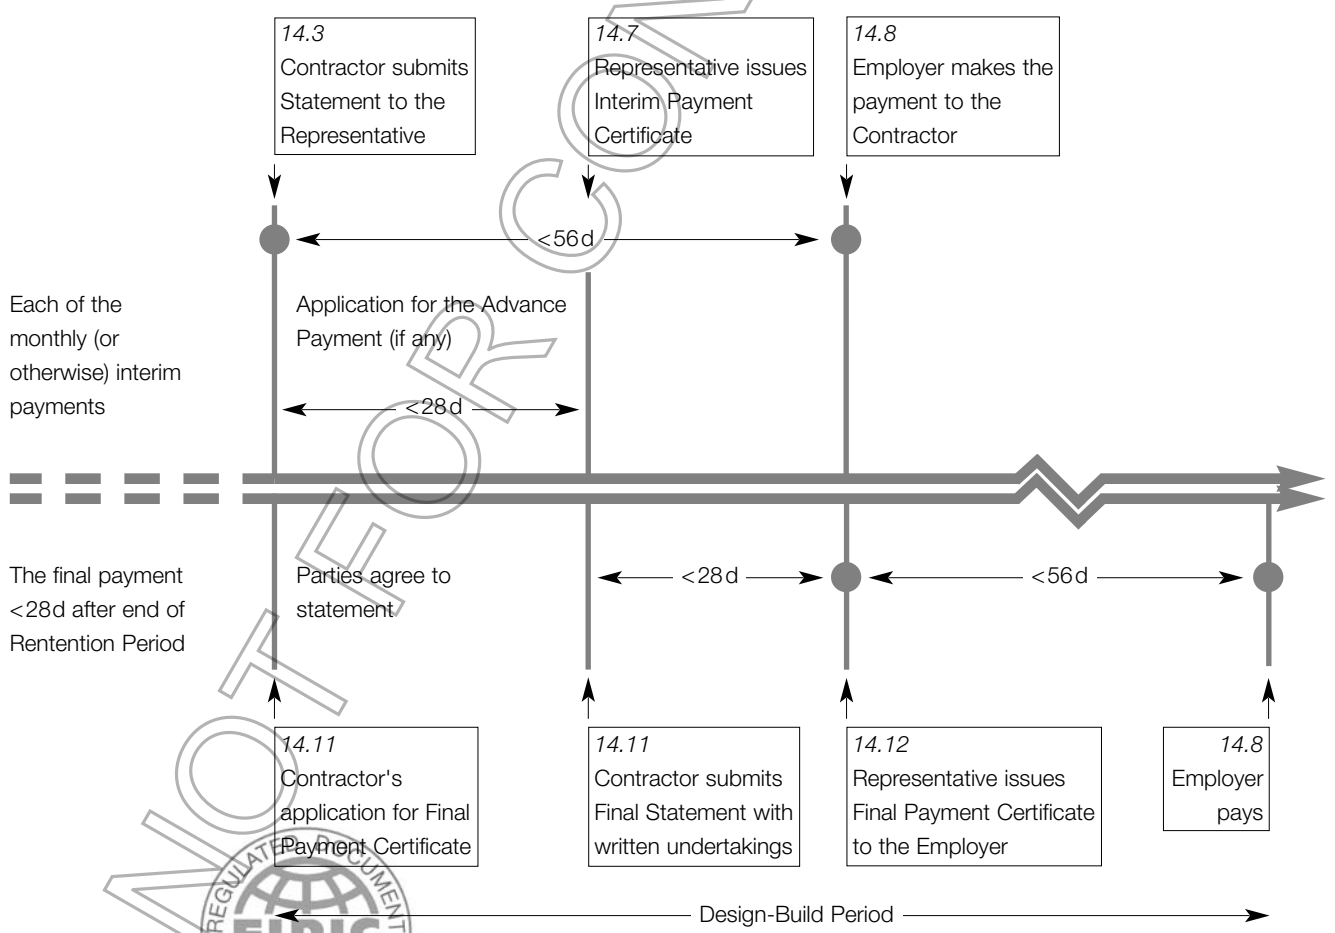 14.3
Contractor submits
Statement to the
Representative
14.7
Representative issues
Interim Payment
Certificate
14.8
Employer makes the
payment to the
Contractor
<56d
Each of the
monthly (or
otherwise) interim
payments
Application for the Advance
Payment (if any)
<28d
The final payment
<28d after end of
Rentention Period
Parties agree to
statement
<28d
<56d
14.11
Contractor's
application for Final
Payment Certificate
14.11
Contractor submits
Final Statement with
written undertakings
14.12
Representative issues
Final Payment Certificate
to the Employer
14.8
Employer
pays
Design-Build Period
NOT FOR CON
REGULATED DOCUMENT
FIDIC